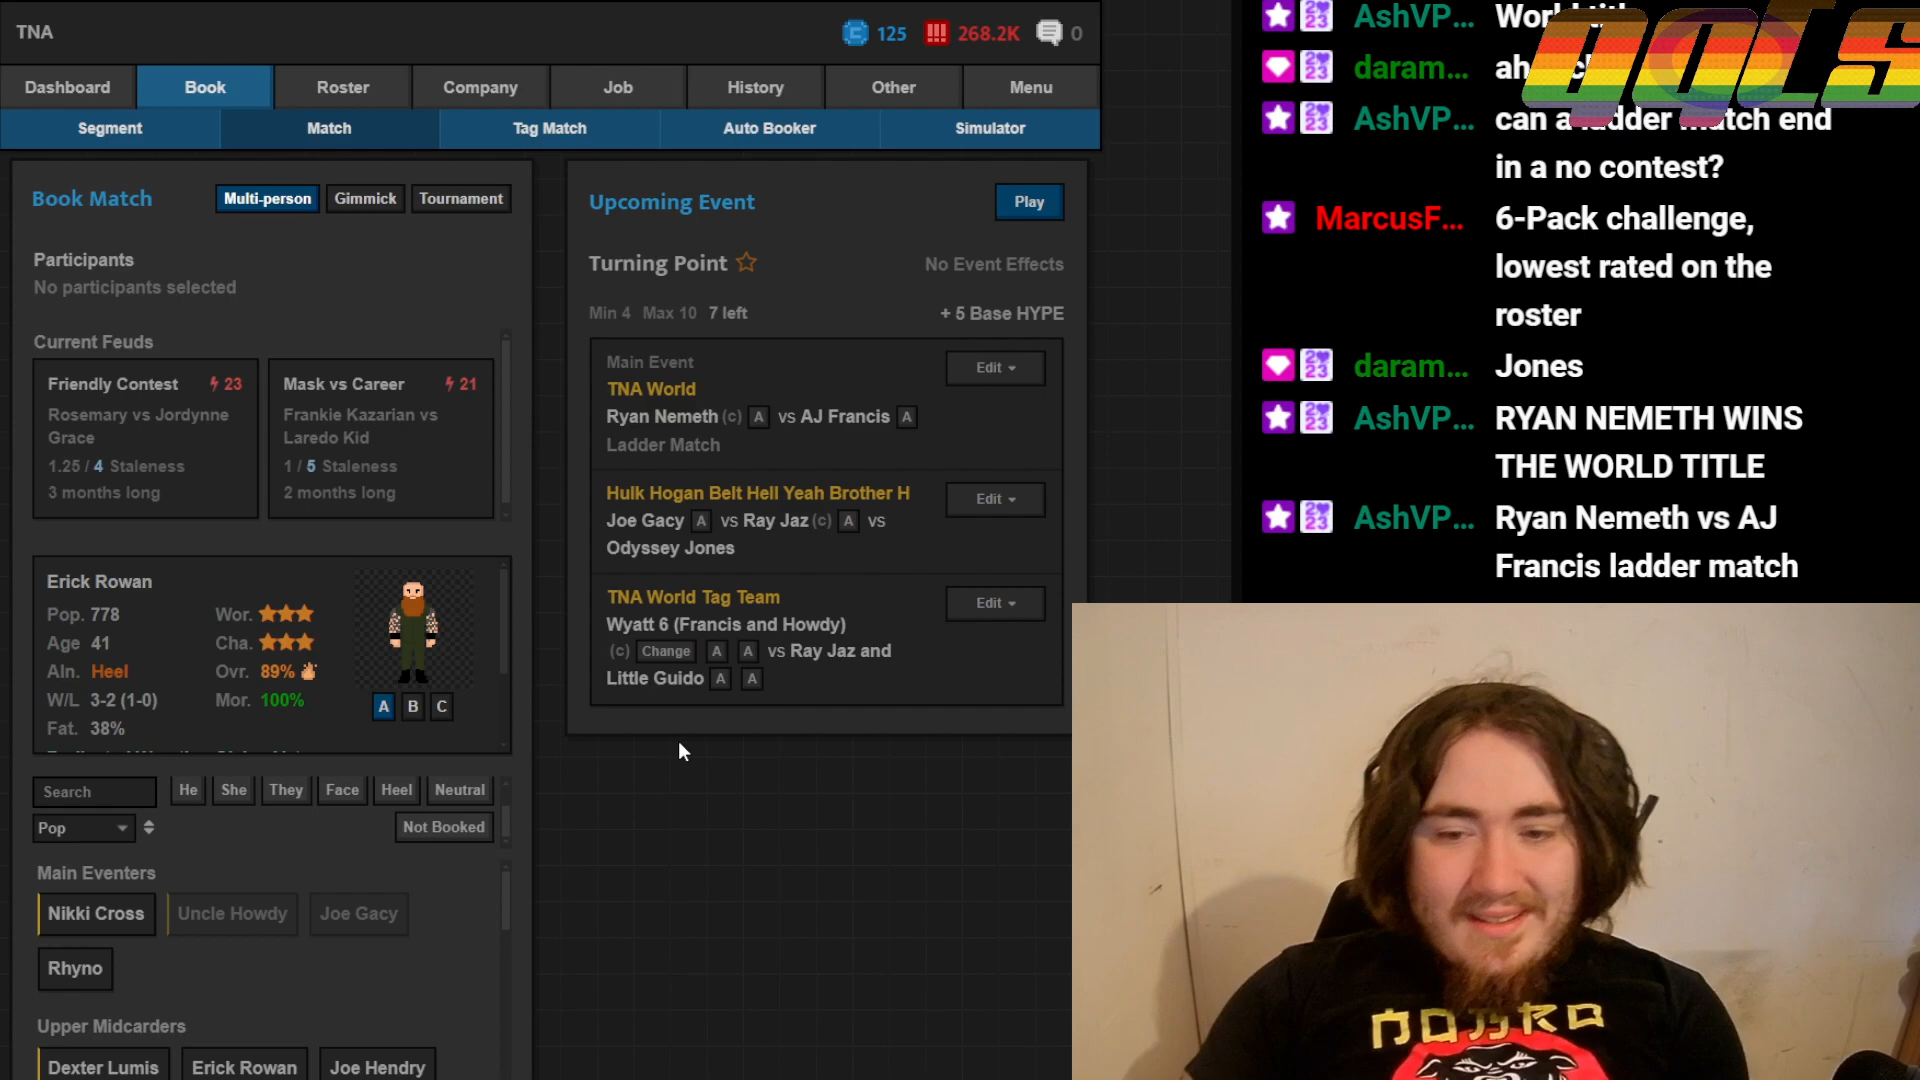 TNA
125
268.2K
0
Dashboard
Book
Roster
Company
Job
History
Other
Menu
Segment
Match
Tag Match
Auto Booker
Simulator
Book Match
Multi-person
Gimmick
Tournament
Participants
No participants selected
Current Feuds
Friendly Contest 23
Rosemary vs Jordynne
Grace
1.25 / 4 Staleness
3 months long
Mask vs Career 21
Frankie Kazarian vs
Laredo Kid
1 / 5 Staleness
2 months long
Erick Rowan
Pop. 778
Age 41
Aln. Heel
W/L 3-2 (1-0)
Fat. 38%
Wor.
Cha.
Ovr. 89%
Mor. 100%
A B C
Search
He
She
They
Face
Heel
Neutral
Pop
Not Booked
Main Eventers
Nikki Cross
Uncle Howdy
Joe Gacy
Rhyno
Upper Midcarders
Dexter Lumis
Erick Rowan
Joe Hendry
Upcoming Event
Play
Turning Point
No Event Effects
Min 4 Max 10 7 left
+ 5 Base HYPE
Main Event
Edit
TNA World
Ryan Nemeth (c) A vs AJ Francis A
Ladder Match
Hulk Hogan Belt Hell Yeah Brother H
Edit
Joe Gacy A vs Ray Jaz (c) A vs
Odyssey Jones
TNA World Tag Team
Edit
Wyatt 6 (Francis and Howdy)
(c) Change A A vs Ray Jaz and
Little Guido A A
AshVP...
daram... ah
AshVP... can a ladder match end
in a no contest?
MarcusF... 6-Pack challenge,
lowest rated on the
roster
daram... Jones
AshVP... RYAN NEMETH WINS
THE WORLD TITLE
AshVP... Ryan Nemeth vs AJ
Francis ladder match